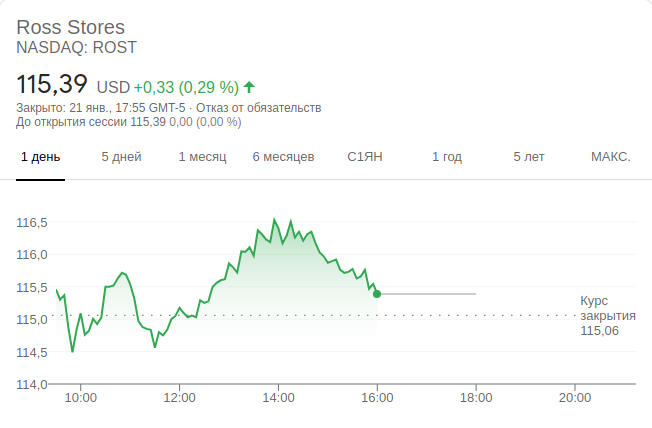 Ross Stores
NASDAQ: ROST
115,39 USD +0,33 (0,29 %)
Закрыто: 21 янв., 17:55 GMT-5 · Отказ от обязательств
До открытия сессии 115,39 0,00 (0,00 %)
1 день 5 дней 1 месяц 6 месяцев С1ЯН 1 год 5 лет МАКС.
116,5
116,0
115,5
115,0
114,5
114,0
Курс
закрытия
115,06
10:00 12:00 14:00 16:00 18:00 20:00